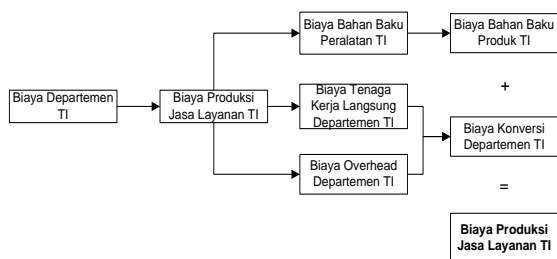 Biaya Bahan Baku
Peralatan TI
Biaya Bahan Baku
Produk TI
+
Biaya Departemen
TI
Biaya Produksi
Jasa Layanan TI
Biaya Tenaga
Kerja Langsung
Departemen TI
Biaya Konversi
Departemen TI
Biaya Overhead
Departemen TI
=
Biaya Produksi
Jasa Layanan TI